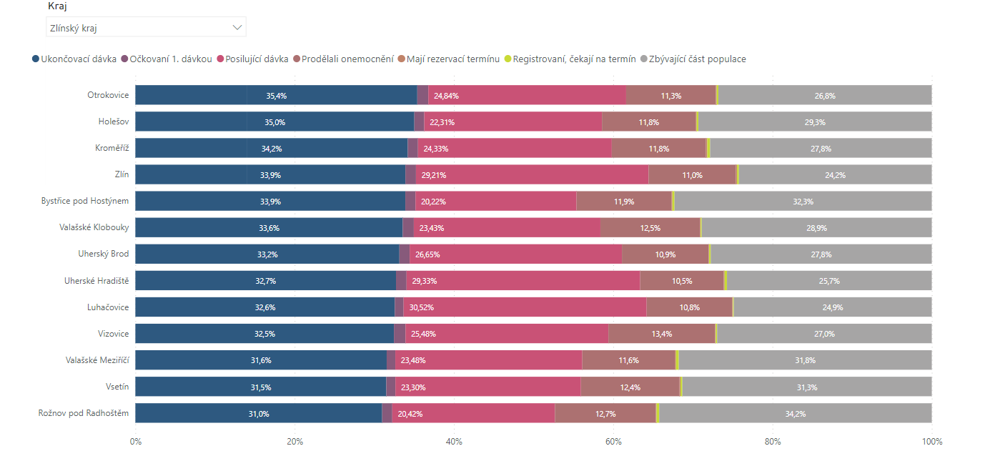 Kraj
Zlínský kraj
Ukončovací dávka Očkovaní 1. dávkou Posilující dávka Prodělali onemocnění Mají rezervací termínu Registrovaní, čekají na termín Zbývající část populace
Otrokovice 35,4% 24,84% 11,3% 26,8%
Holešov 35,0% 22,31% 11,8% 29,3%
Kroměříž 34,2% 24,33% 11,8% 27,8%
Zlín 33,9% 29,21% 11,0% 24,2%
Bystřice pod Hostýnem 33,9% 20,22% 11,9% 32,3%
Valašské Klobouky 33,6% 23,43% 12,5% 28,9%
Uherský Brod 33,2% 26,65% 10,9% 27,8%
Uherské Hradiště 32,7% 29,33% 10,5% 25,7%
Luhačovice 32,6% 30,52% 10,8% 24,9%
Vizovice 32,5% 25,48% 13,4% 27,0%
Valašské Meziříčí 31,6% 23,48% 11,6% 31,8%
Vsetín 31,5% 23,30% 12,4% 31,3%
Rožnov pod Radhoštěm 31,0% 20,42% 12,7% 34,2%
0% 20% 40% 60% 80% 100%